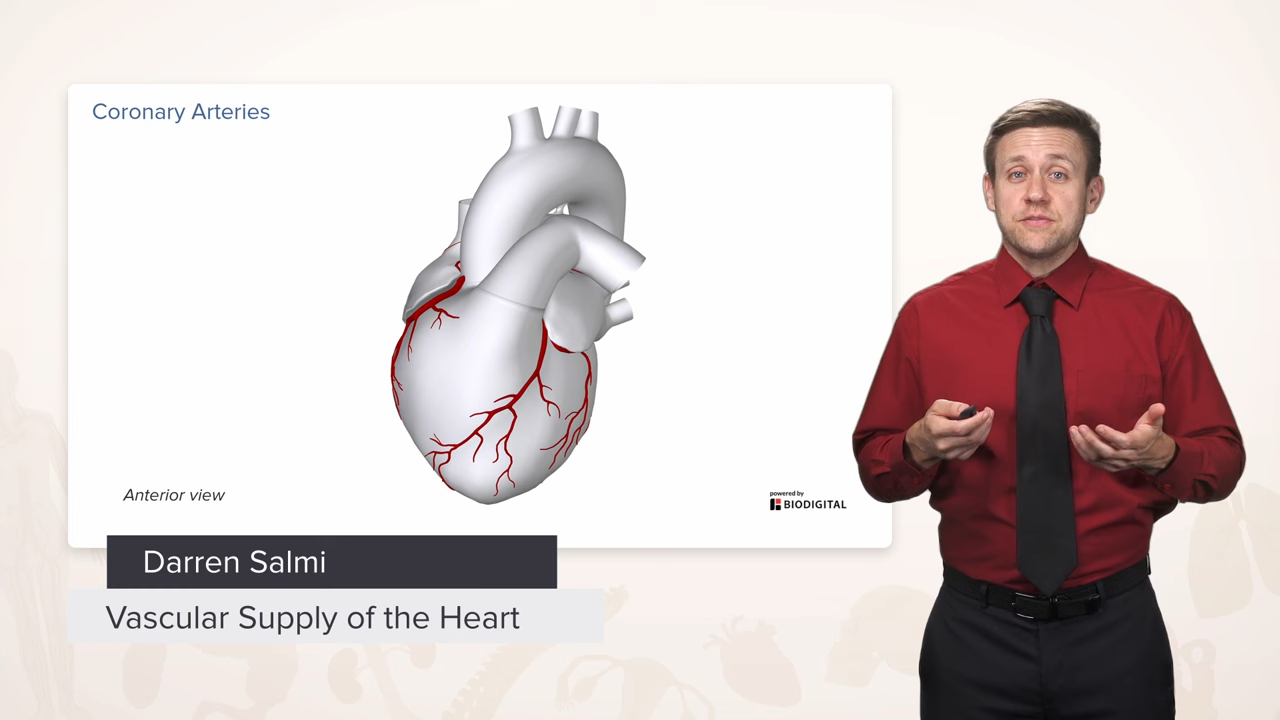 Coronary Arteries
Anterior view
powered by
BIODIGITAL
Darren Salmi
Vascular Supply of the Heart